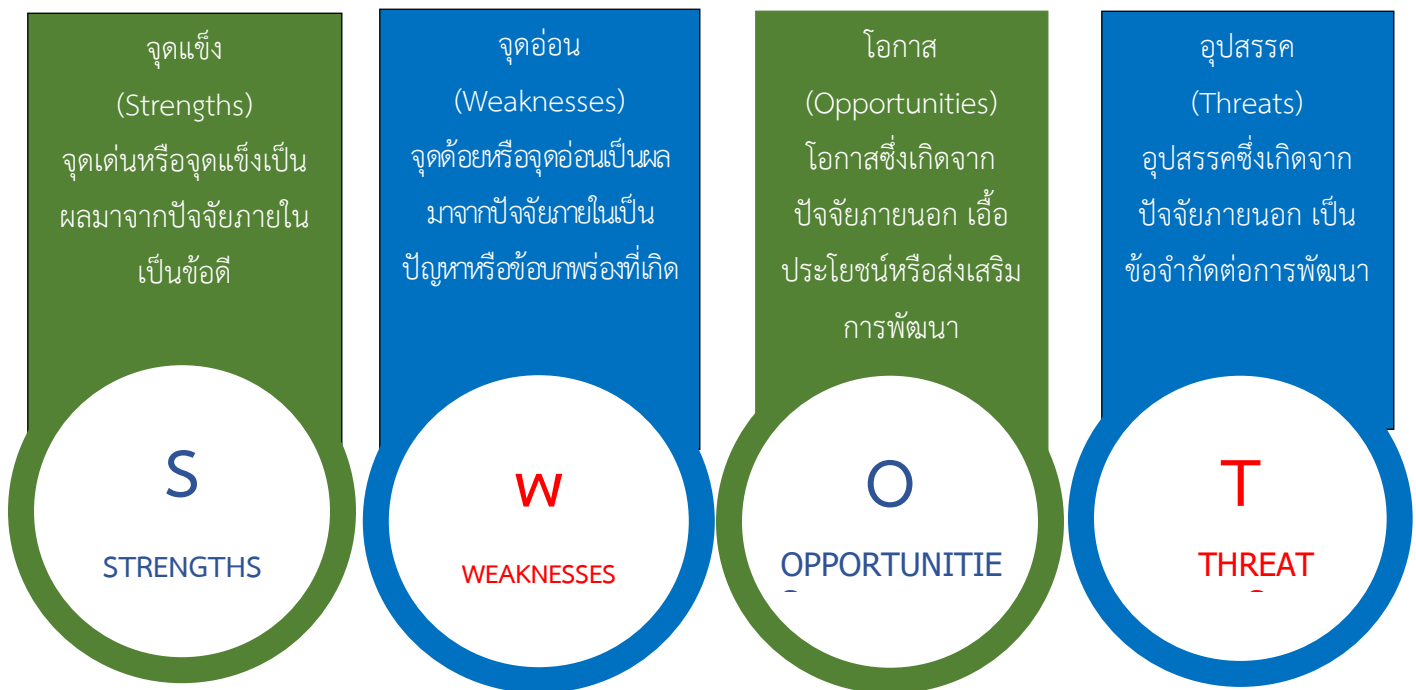 จุดแข็ง
(Strengths)
จุดเด่นหรือจุดแข็งเป็น
ผลมาจากปัจจัยภายใน
เป็นข้อดี
S
STRENGTHS
จุดอ่อน
(Weaknesses)
จุดด้อยหรือจุดอ่อนเป็นผล
มาจากปัจจัยภายในเป็น
ปัญหาหรือข้อบกพร่องที่เกิด
W
WEAKNESSES
โอกาส
(Opportunities)
โอกาสซึ่งเกิดจาก
ปัจจัยภายนอก เอื้อ
ประโยชน์หรือส่งเสริม
การพัฒนา
O
OPPORTUNITIE
อุปสรรค
(Threats)
อุปสรรคซึ่งเกิดจาก
ปัจจัยภายนอก เป็น
ข้อจำกัดต่อการพัฒนา
T
THREAT